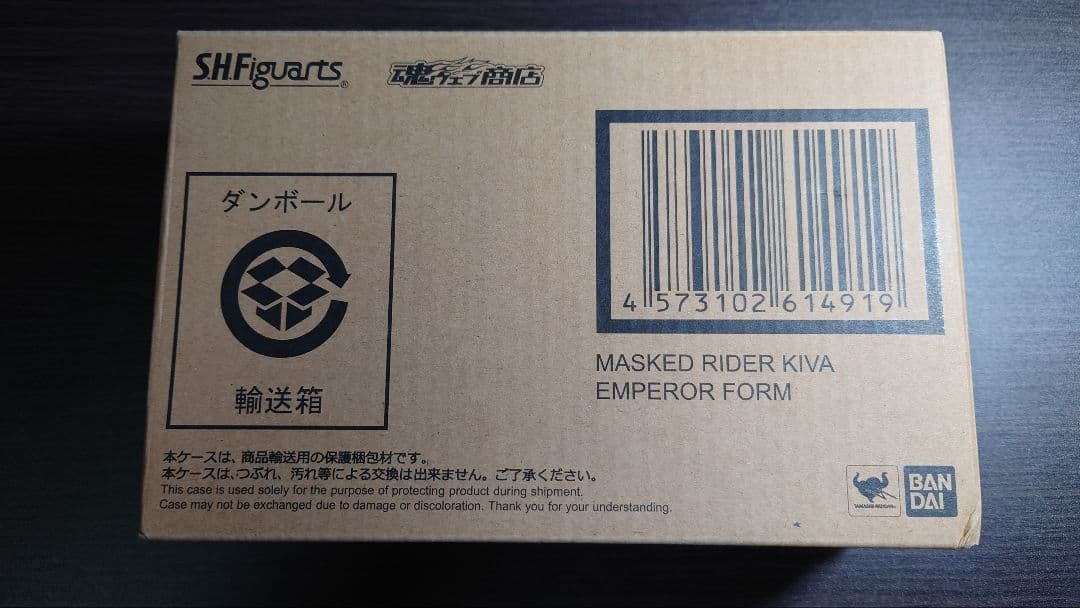 S.H.Figuarts®
魂ウェブ商店
ダンボール
輸送箱
4 573102 614919
MASKED RIDER KIVA
EMPEROR FORM
本ケースは、商品輸送用の保護梱包材です。
本ケースは、つぶれ、汚れ等による交換は出来ません。ご了承ください。
This case is used solely for the purpose of protecting product during shipment.
Case may not be exchanged due to damage or discoloration. Thank you for your understanding.
TAMASHII NATIONS
BAN
DAI